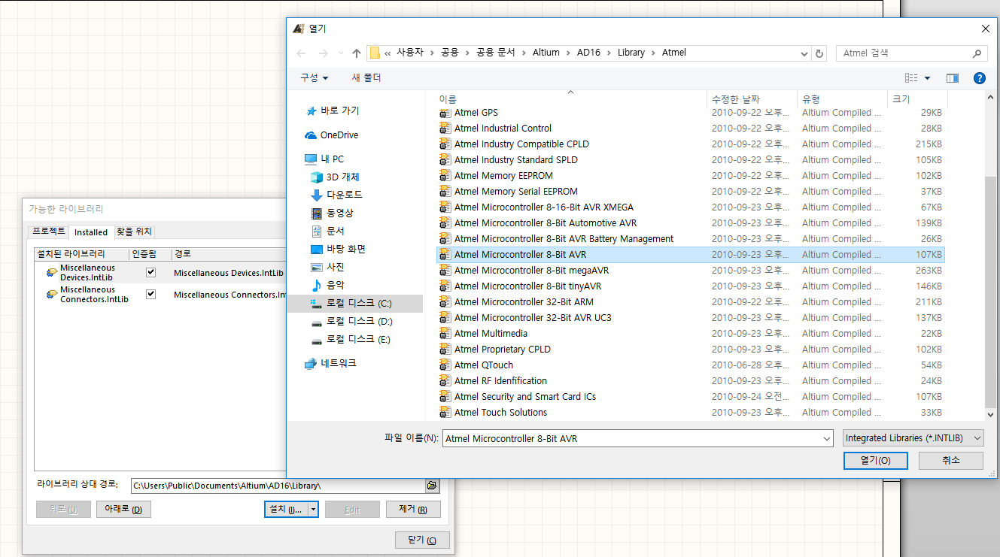 열기
« 사용자 > 공용 > 공용 문서 > Altium > AD16 > Library > Atmel
Atmel 검색
구성
새 폴더
바로 가기
OneDrive
내 PC
3D 개체
다운로드
동영상
문서
바탕 화면
사진
음악
로컬 디스크 (C:)
로컬 디스크 (D:)
로컬 디스크 (E:)
네트워크
이름 수정한 날짜 유형 크기
Atmel GPS 2010-09-22 오후... Altium Compiled ... 29KB
Atmel Industrial Control 2010-09-22 오후... Altium Compiled ... 28KB
Atmel Industry Compatible CPLD 2010-09-22 오후... Altium Compiled ... 215KB
Atmel Industry Standard SPLD 2010-09-22 오후... Altium Compiled ... 105KB
Atmel Memory EEPROM 2010-09-22 오후... Altium Compiled ... 102KB
Atmel Memory Serial EEPROM 2010-09-22 오후... Altium Compiled ... 37KB
Atmel Microcontroller 8-16-Bit AVR XMEGA 2010-09-23 오후... Altium Compiled ... 67KB
Atmel Microcontroller 8-Bit Automotive AVR 2010-09-23 오후... Altium Compiled ... 139KB
Atmel Microcontroller 8-Bit AVR Battery Management 2010-09-23 오후... Altium Compiled ... 26KB
Atmel Microcontroller 8-Bit AVR 2010-09-23 오후... Altium Compiled ... 107KB
Atmel Microcontroller 8-Bit megaAVR 2010-09-23 오후... Altium Compiled ... 263KB
Atmel Microcontroller 8-Bit tinyAVR 2010-09-23 오후... Altium Compiled ... 146KB
Atmel Microcontroller 32-Bit ARM 2010-09-22 오후... Altium Compiled ... 211KB
Atmel Microcontroller 32-Bit AVR UC3 2010-09-23 오후... Altium Compiled ... 137KB
Atmel Multimedia 2010-09-23 오후... Altium Compiled ... 22KB
Atmel Proprietary CPLD 2010-09-23 오후... Altium Compiled ... 102KB
Atmel QTouch 2010-06-28 오후... Altium Compiled ... 54KB
Atmel RF Idenfification 2010-09-23 오후... Altium Compiled ... 24KB
Atmel Security and Smart Card ICs 2010-09-24 오전... Altium Compiled ... 107KB
Atmel Touch Solutions 2010-09-23 오후... Altium Compiled ... 33KB
파일 이름(N): Atmel Microcontroller 8-Bit AVR
Integrated Libraries (*.INTLIB)
열기(O)
취소
가능한 라이브러리
프로젝트 Installed 찾을 위치
설치된 라이브러리 인증됨 경로
Miscellaneous Devices.IntLib Miscellaneous Devices.IntLib
Miscellaneous Connectors.IntLib Miscellaneous Connectors.In
라이브러리 상대 경로: C:\Users\Public\Documents\Altium\AD16\Library\
위로 (U) 아래로 (D) 설치 (I)... Edit 제거 (R)
닫기 (C)